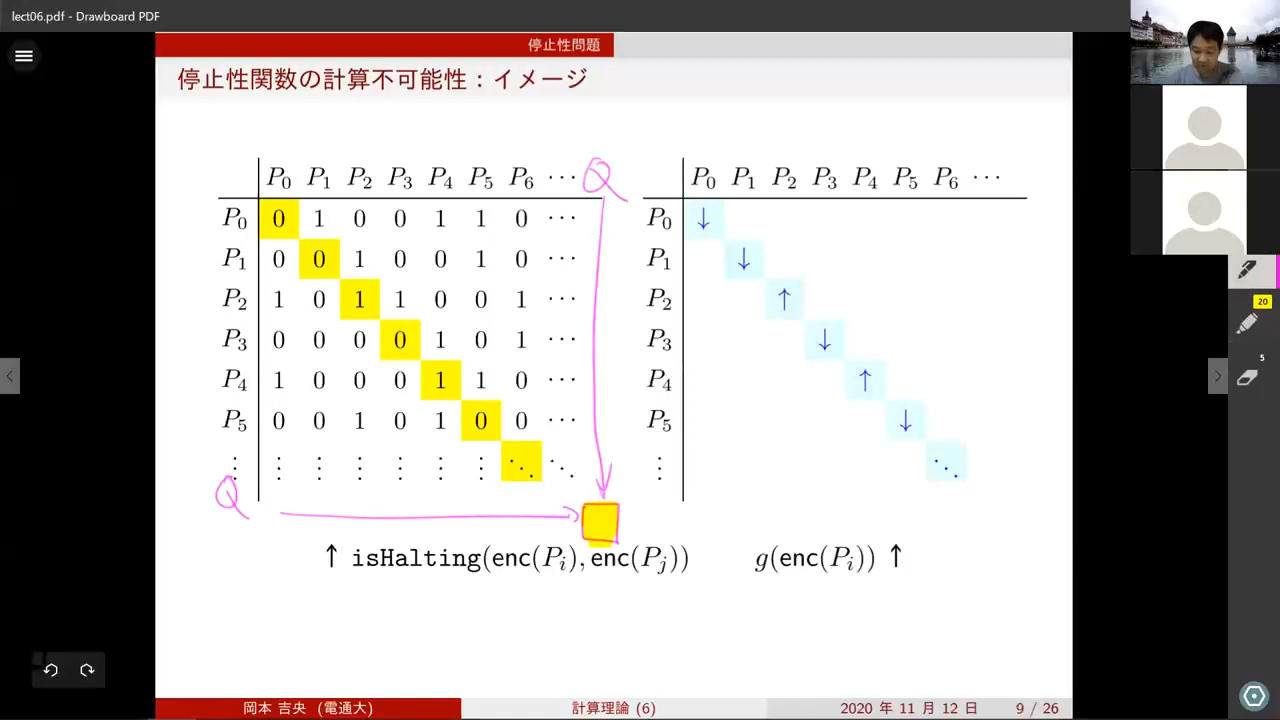 lect06.pdf - Drawboard PDF
停止性問題
停止性関数の計算不可能性：イメージ
P0 P1 P2 P3 P4 P5 P6 ⋯ Q
P0 0 1 0 0 1 1 0 ⋯
P1 0 0 1 0 0 1 0 ⋯
P2 1 0 1 1 0 0 1 ⋯
P3 0 0 0 0 1 0 1 ⋯
P4 1 0 0 0 1 1 0 ⋯
P5 0 0 1 0 1 0 0 ⋯
⋮ ⋮ ⋮ ⋮ ⋮ ⋮ ⋮ ⋱ ⋱
Q
↑ isHalting(enc(Pi), enc(Pj))
P0 P1 P2 P3 P4 P5 P6 ⋯
P0 ↓
P1 ↓
P2 ↑
P3 ↓
P4 ↑
P5 ↓
⋮ ⋱
g(enc(Pi)) ↑
20
5
岡本 吉央 (電通大)
計算理論 (6)
2020 年 11 月 12 日
9 / 26